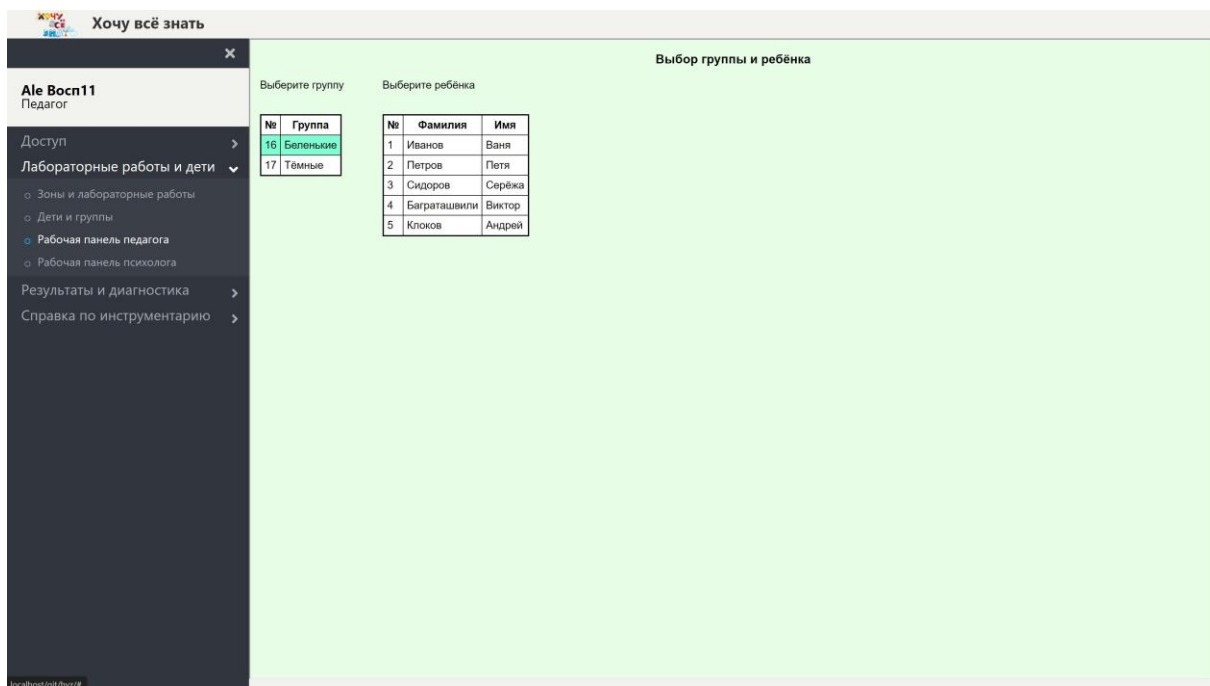 ХОЧУ
ВСЁ
Хочу всё знать
×
Ale Восп11
Педагог
Доступ
Лабораторные работы и дети
Зоны и лабораторные работы
Дети и группы
Рабочая панель педагога
Рабочая панель психолога
Результаты и диагностика
Справка по инструментарию
Выбор группы и ребёнка
Выберите группу
№ Группа
16 Беленькие
17 Тёмные
Выберите ребёнка
№ Фамилия Имя
1 Иванов Ваня
2 Петров Петя
3 Сидоров Серёжа
4 Баграташвили Виктор
5 Клоков Андрей